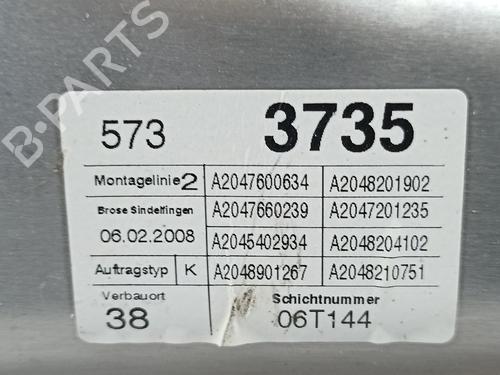 B-PARTS
573 3735
Montagelinie 2 A2047600634 A2048201902
Brose Sindelfingen A2047660239 A2047201235
06.02.2008 A2045402934 A2048204102
Auftragstyp K A2048901267 A2048210751
Verbauort Schichtnummer
38 06T144